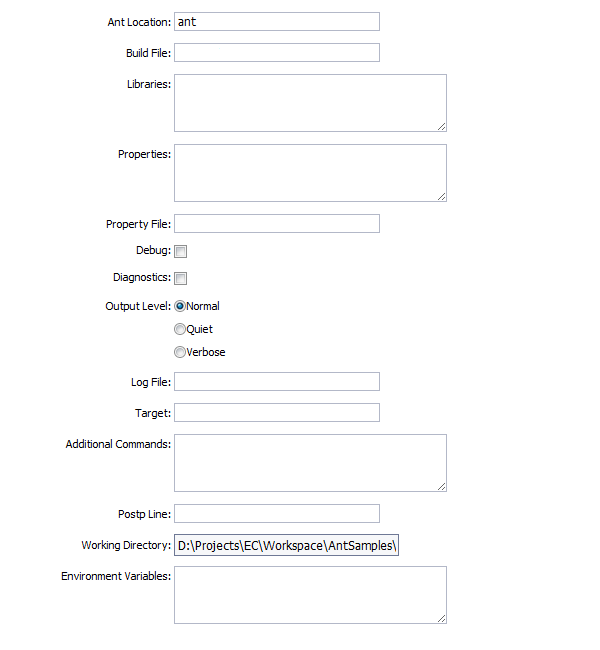 Ant Location: ant
Build File:
Libraries:
Properties:
Property File:
Debug:
Diagnostics:
Output Level: Normal
Quiet
Verbose
Log File:
Target:
Additional Commands:
Postp Line:
Working Directory: D:\Projects\EC\Workspace\AntSamples\
Environment Variables: